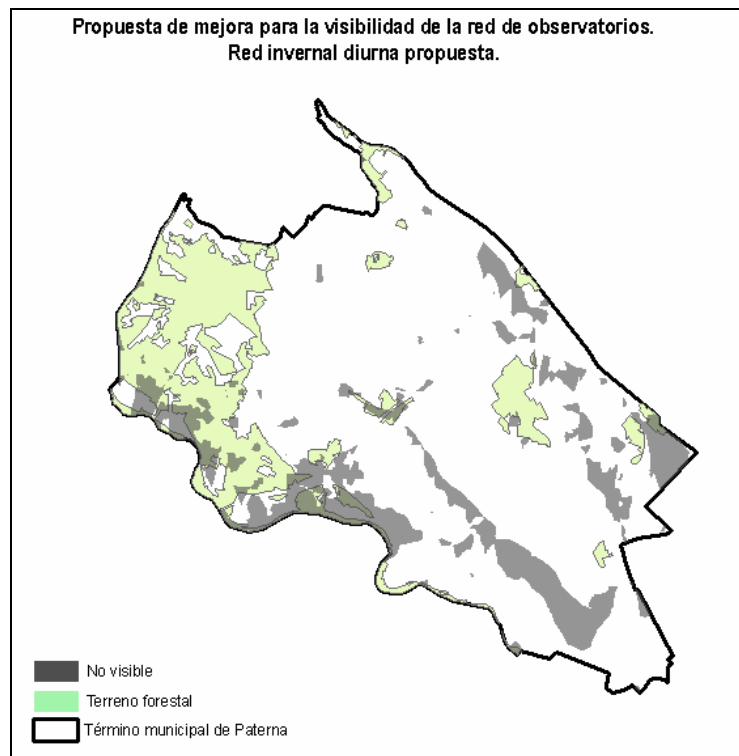 Propuesta de mejora para la visibilidad de la red de observatorios.
Red invernal diurna propuesta.
No visible
Terreno forestal
Término municipal de Paterna